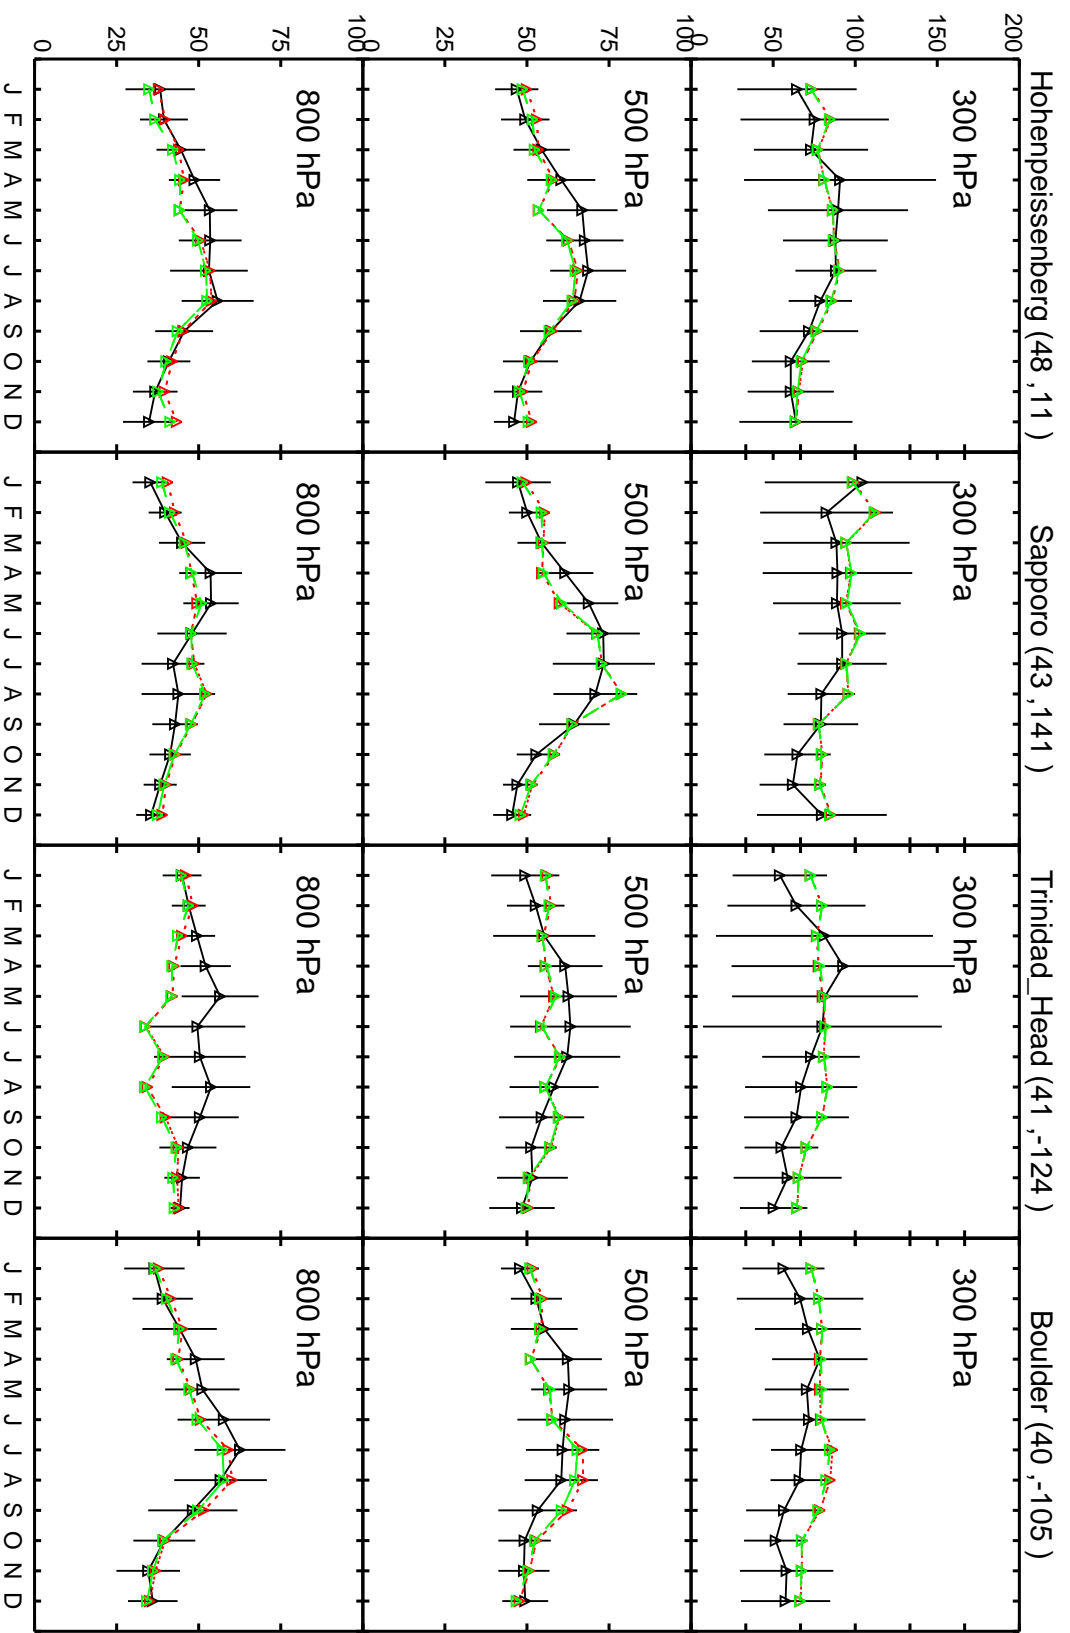 Hohenpeissenberg (48 ,11 )
Sapporo (43 ,141 )
Trinidad_Head (41 ,-124 )
Boulder (40 ,-105 )
200
150
100
50
0
300 hPa
300 hPa
300 hPa
300 hPa
100
75
50
0
500 hPa
500 hPa
500 hPa
500 hPa
100
75
50
25
0
800 hPa
800 hPa
800 hPa
800 hPa
J F M A M J J A S O N D
J F M A M J J A S O N D
J F M A M J J A S O N D
J F M A M J J A S O N D